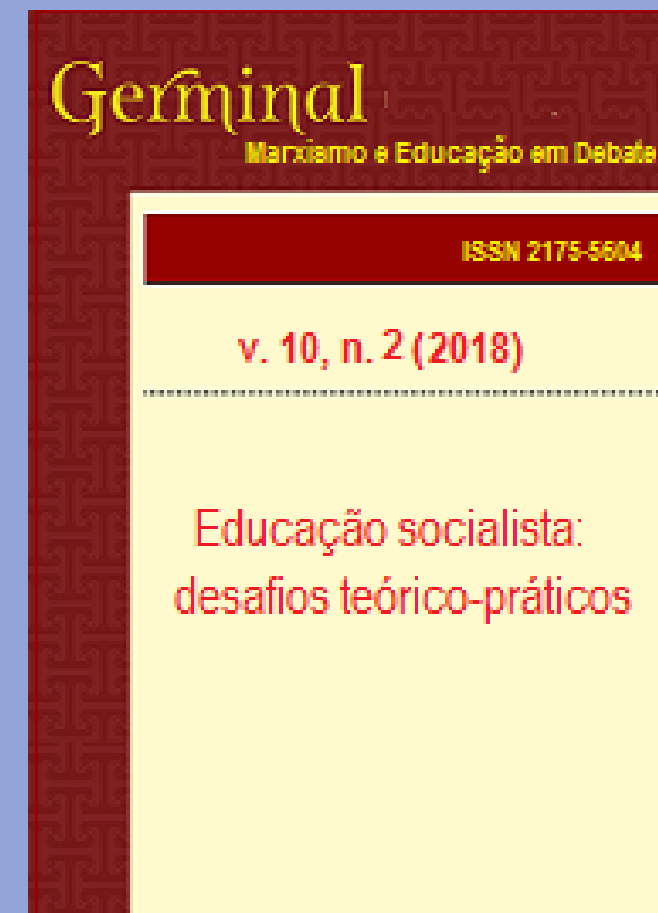 Germinal
Marxismo e Educação em Debate
ISSN 2175-5604
v. 10, n. 2 (2018)
Educação socialista:
desafios teórico-práticos